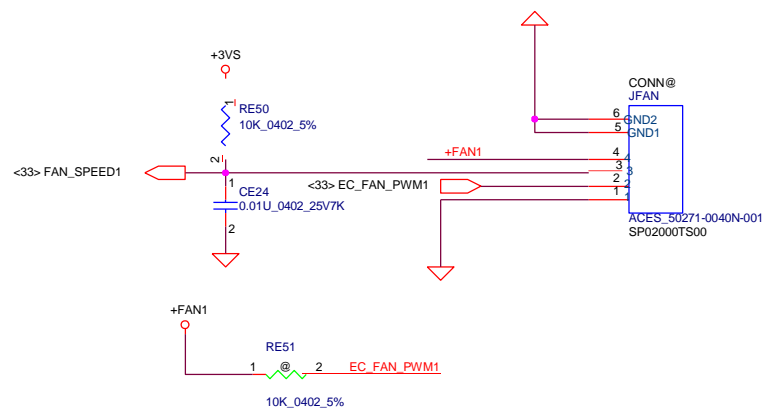 +3VS
1
RE50
10K_0402_5%
2
<33> FAN_SPEED1
1
CE24
0.01U_0402_25V7K
2
CONN@
JFAN
6 GND2
5 GND1
+FAN1
4 4
3 3
<33> EC_FAN_PWM1
2 2
1 1
ACES_50271-0040N-001
SP02000TS00
+FAN1
RE51
1 @ 2 EC_FAN_PWM1
10K_0402_5%